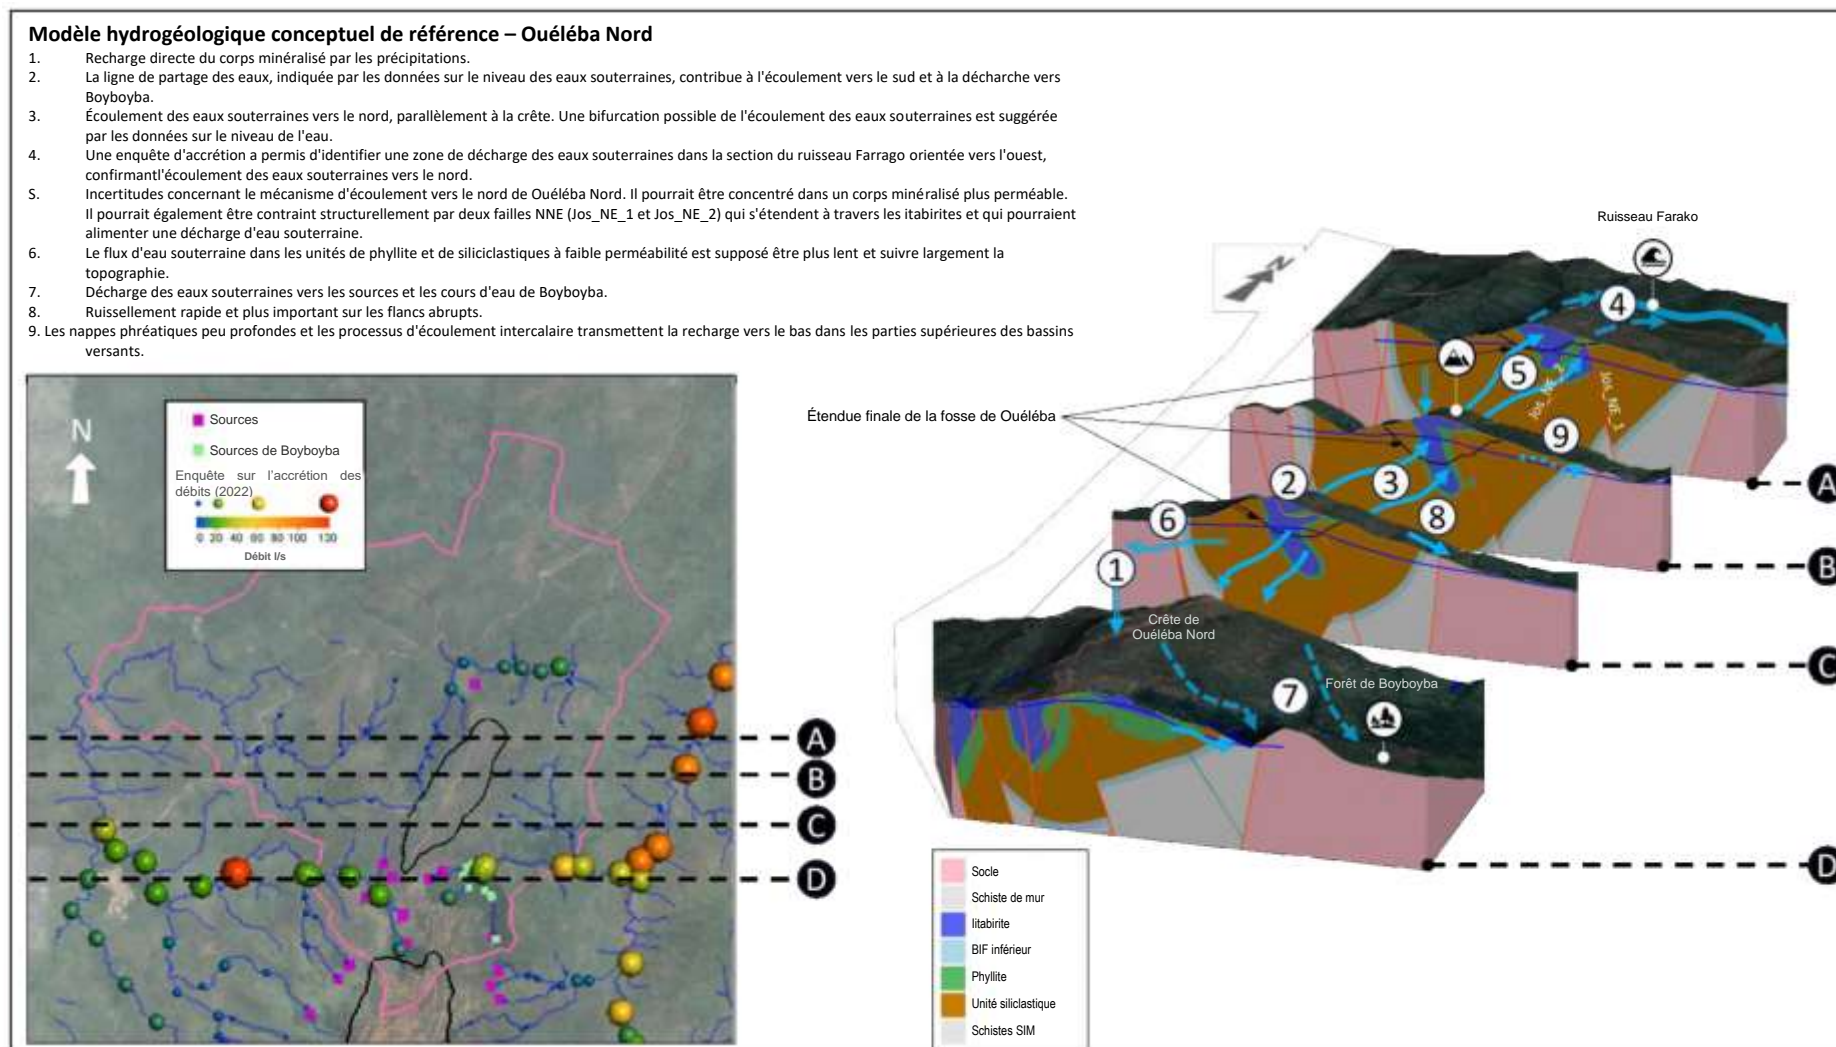 Modèle hydrogéologique conceptuel de référence – Ouéléba Nord
1. Recharge directe du corps minéralisé par les précipitations.
2. La ligne de partage des eaux, indiquée par les données sur le niveau des eaux souterraines, contribue à l'écoulement vers le sud et à la décharche vers
Boyboyba.
3. Écoulement des eaux souterraines vers le nord, parallèlement à la crête. Une bifurcation possible de l'écoulement des eaux souterraines est suggérée
par les données sur le niveau de l'eau.
4. Une enquête d'accrétion a permis d'identifier une zone de décharge des eaux souterraines dans la section du ruisseau Farrago orientée vers l'ouest,
confirmantl'écoulement des eaux souterraines vers le nord.
S. Incertitudes concernant le mécanisme d'écoulement vers le nord de Ouéléba Nord. Il pourrait être concentré dans un corps minéralisé plus perméable.
Il pourrait également être contraint structurellement par deux failles NNE (Jos_NE_1 et Jos_NE_2) qui s'étendent à travers les itabirites et qui pourraient
alimenter une décharge d'eau souterraine.
6. Le flux d'eau souterraine dans les unités de phyllite et de siliciclastiques à faible perméabilité est supposé être plus lent et suivre largement la
topographie.
7. Décharge des eaux souterraines vers les sources et les cours d'eau de Boyboyba.
8. Ruissellement rapide et plus important sur les flancs abrupts.
9. Les nappes phréatiques peu profondes et les processus d'écoulement intercalaire transmettent la recharge vers le bas dans les parties supérieures des bassins
versants.
N
Sources
Sources de Boyboyba
Enquête sur l'accrétion des
débits (2022)
0 20 40 60 80 100 130
Débit l/s
A
B
C
D
Ruisseau Farako
4
5
Jos_NE_2
Jos_NE_1
Étendue finale de la fosse de Ouéléba
9
A
2
3
6
8
B
1
Crête de
Ouéléba Nord
C
7
Forêt de Boyboyba
D
Socle
Schiste de mur
Iitabirite
BIF inférieur
Phyllite
Unité siliclastique
Schistes SIM